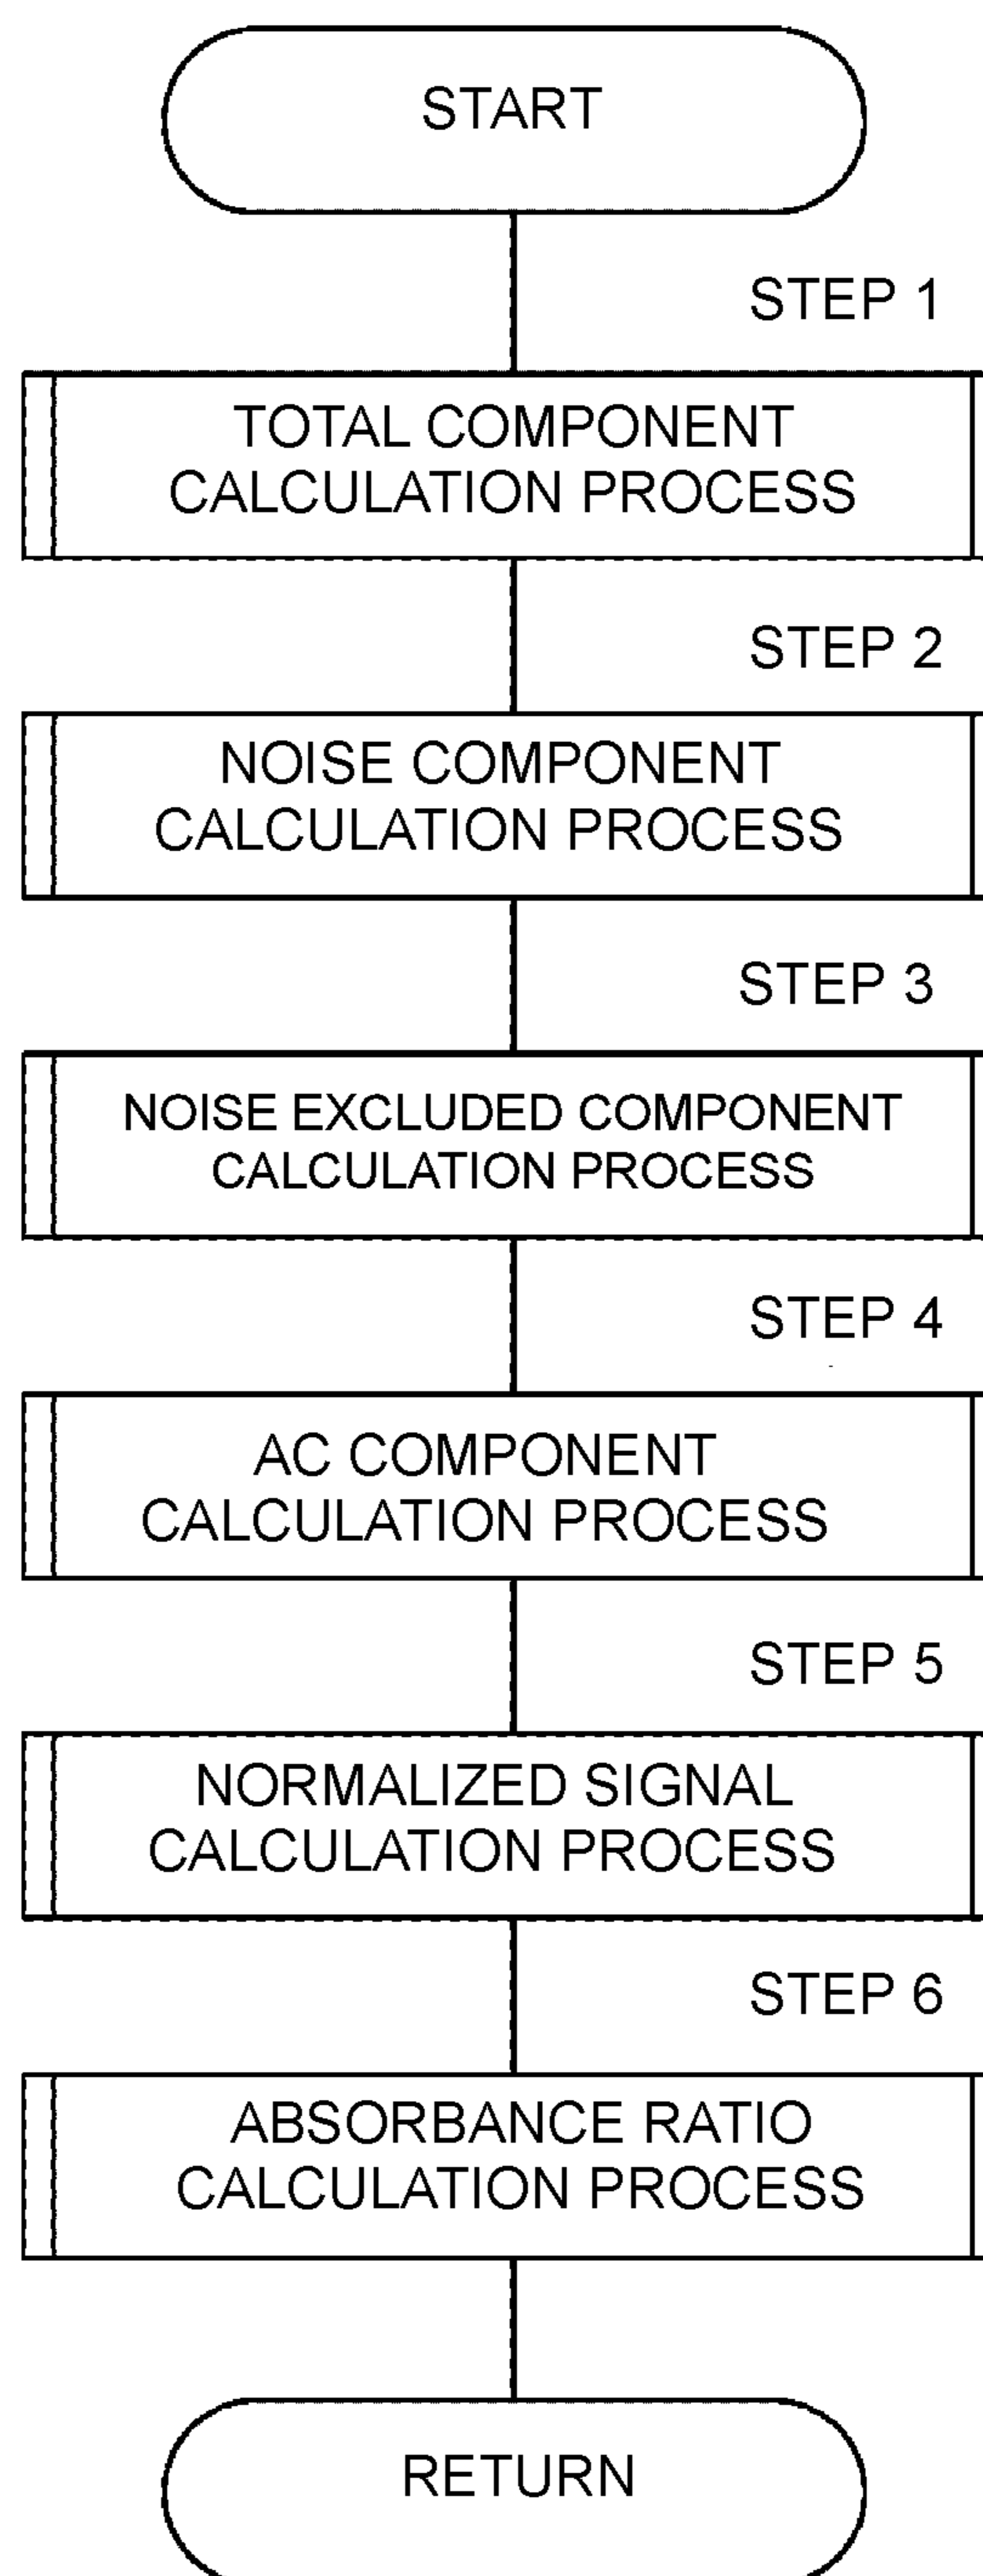 START
STEP 1
TOTAL COMPONENT
CALCULATION PROCESS
STEP 2
NOISE COMPONENT
CALCULATION PROCESS
STEP 3
NOISE EXCLUDED COMPONENT
CALCULATION PROCESS
STEP 4
AC COMPONENT
CALCULATION PROCESS
STEP 5
NORMALIZED SIGNAL
CALCULATION PROCESS
STEP 6
ABSORBANCE RATIO
CALCULATION PROCESS
RETURN